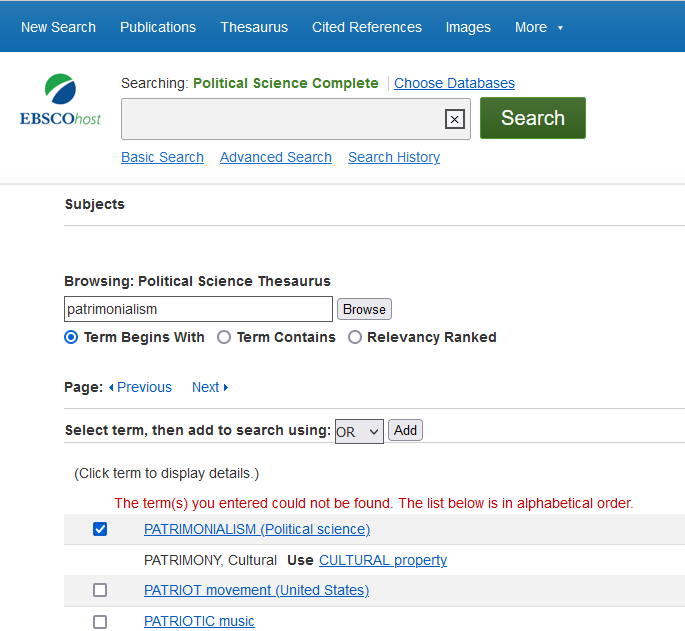 New Search Publications Thesaurus Cited References Images More
Searching: Political Science Complete Choose Databases
EBSCOhost
Search
Basic Search Advanced Search Search History
Subjects
Browsing: Political Science Thesaurus
patrimonialism Browse
Term Begins With Term Contains Relevancy Ranked
Page: Previous Next
Select term, then add to search using: OR Add
(Click term to display details.)
The term(s) you entered could not be found. The list below is in alphabetical order.
PATRIMONIALISM (Political science)
PATRIMONY, Cultural Use CULTURAL property
PATRIOT movement (United States)
PATRIOTIC music